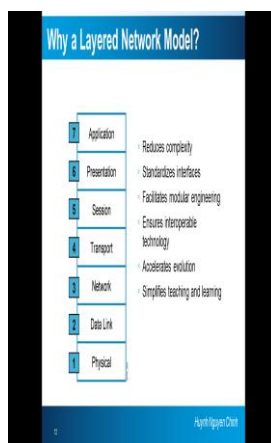 Why a Layered Network Model?
7 Application
6 Presentation
5 Session
4 Transport
3 Network
2 Data Link
1 Physical
Reduces complexity
Standardizes interfaces
Facilitates modular engineering
Ensures interoperable
technology
Accelerates evolution
Simplifies teaching and learning
Huynh Nguyen Chinh